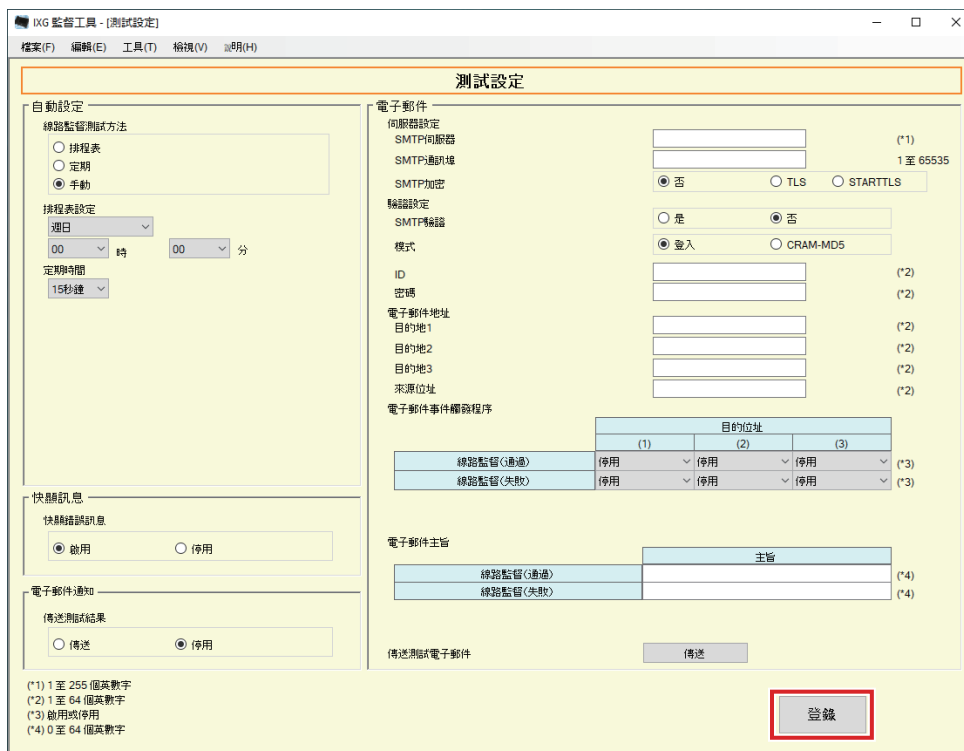 IXG 監督工具 - [測試設定]
檔案(F) 編輯(E) 工具(T) 檢視(V) 說明(H)
測試設定
自動設定
線路監督測試方法
排程表
定期
手動
排程表設定
週日
00 時 00 分
定期時間
15秒鐘
快顯訊息
快顯錯誤訊息
啟用 停用
電子郵件通知
傳送測試結果
傳送 停用
電子郵件
伺服器設定
SMTP伺服器 (*1)
SMTP通訊埠 1 至 65535
SMTP加密 否 TLS STARTTLS
驗證設定
SMTP驗證 是 否
模式 登入 CRAM-MD5
ID (*2)
密碼 (*2)
電子郵件地址
目的地1 (*2)
目的地2 (*2)
目的地3 (*2)
來源位址 (*2)
電子郵件事件觸發程序
目的位址
(1) (2) (3)
線路監督(通過) 停用 停用 停用 (*3)
線路監督(失敗) 停用 停用 停用 (*3)
電子郵件主旨
主旨
線路監督(通過) (*4)
線路監督(失敗) (*4)
傳送測試電子郵件 傳送
(*1) 1 至 255 個英數字
(*2) 1 至 64 個英數字
(*3) 啟用或停用
(*4) 0 至 64 個英數字
登錄